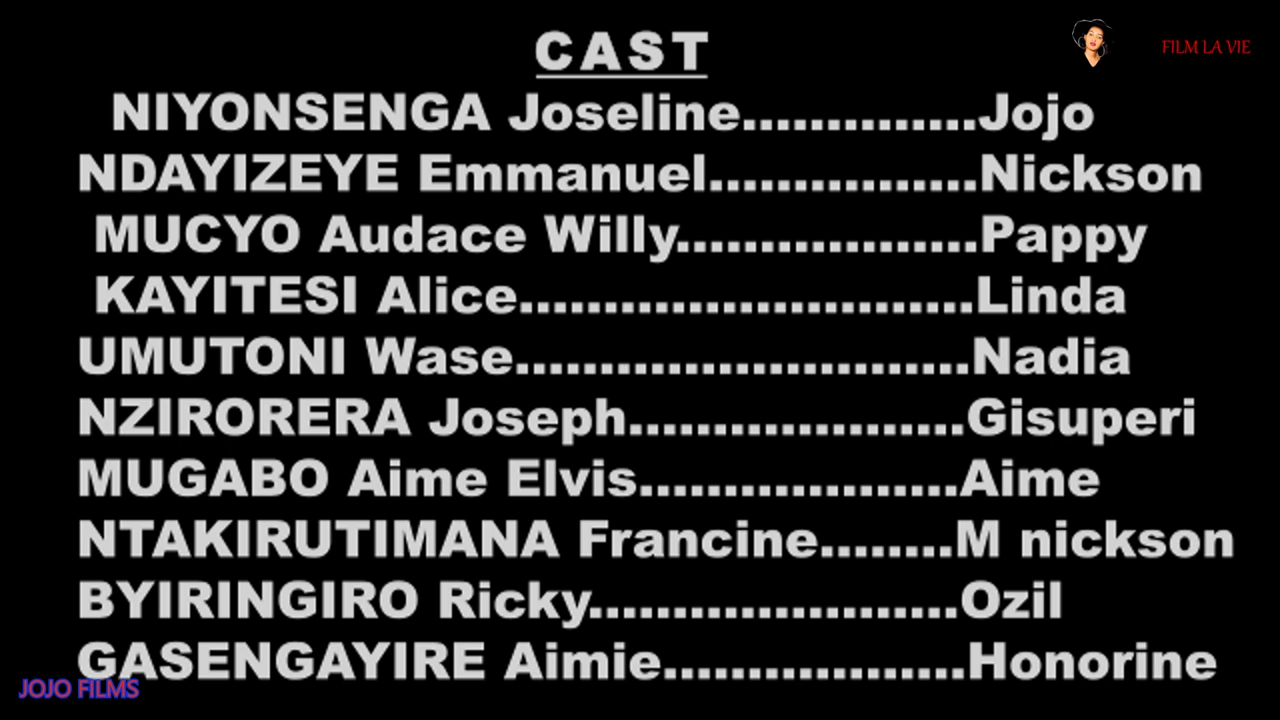 CAST
FILM LA VIE
NIYONSENGA Joseline..............Jojo
NDAYIZEYE Emmanuel................Nickson
MUCYO Audace Willy..................Pappy
KAYITESI Alice...........................Linda
UMUTONI Wase...........................Nadia
NZIRORERA Joseph....................Gisuperi
MUGABO Aime Elvis...................Aime
NTAKIRUTIMANA Francine........M nickson
BYIRINGIRO Ricky......................Ozil
GASENGAYIRE Aimie..................Honorine
JOJO FILMS